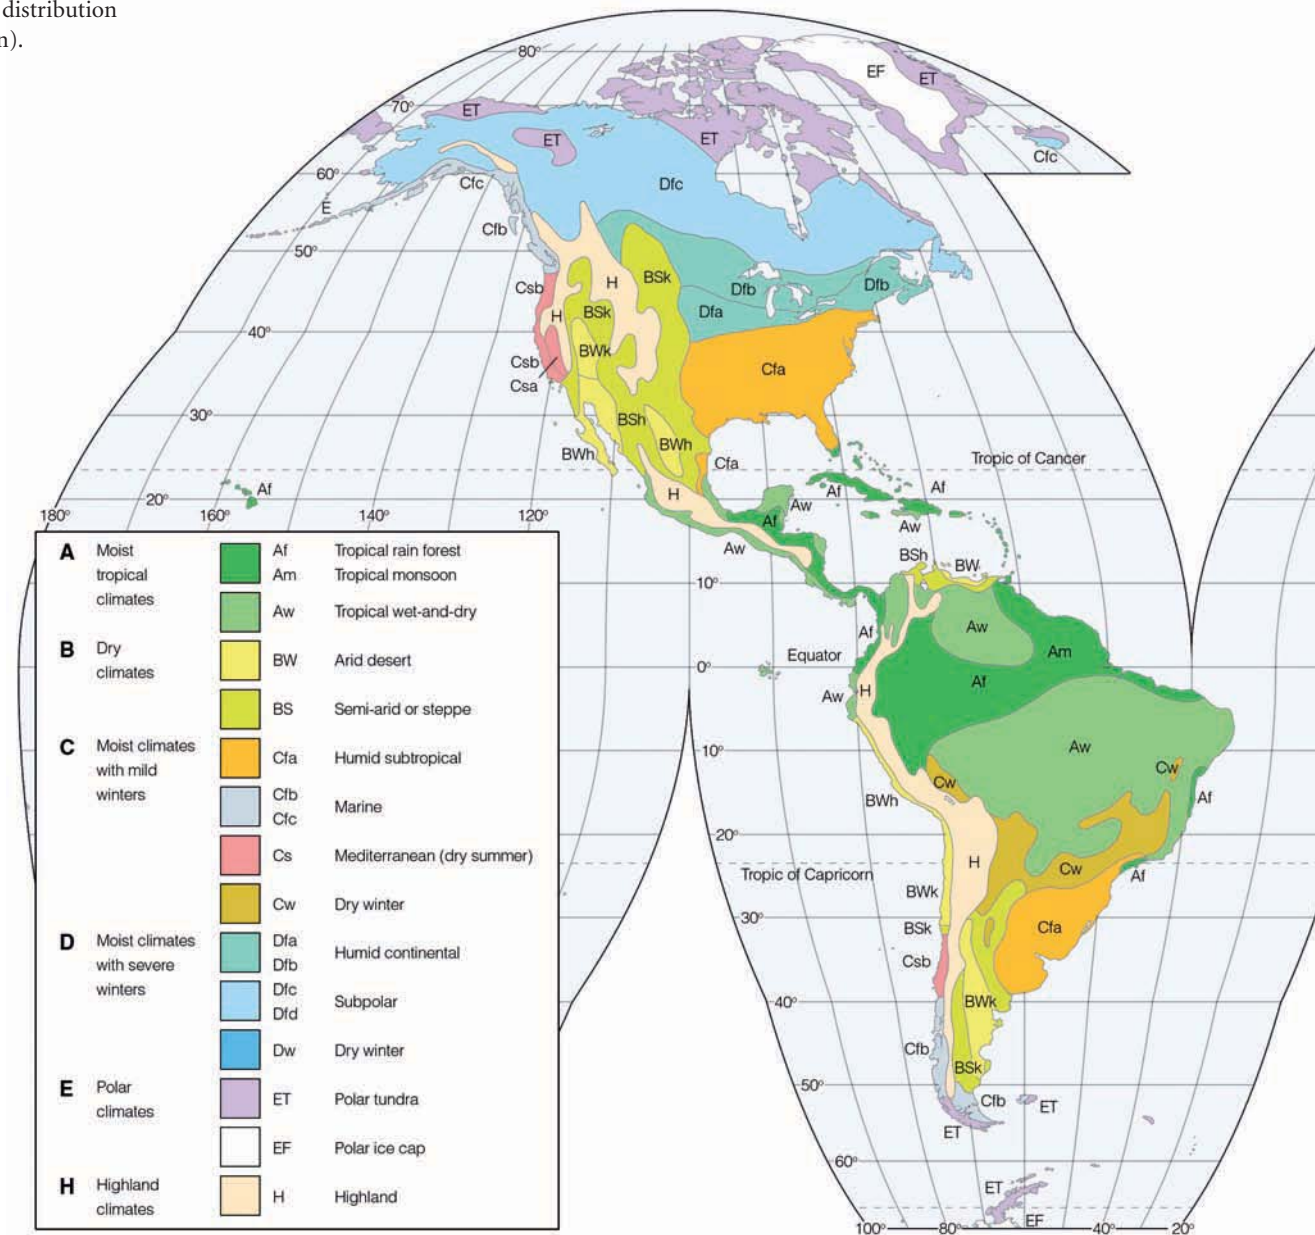 distribution
n).
80°
EF
ET
70°
ET
ET
ET
Cfc
60°
Cfc
Dfc
E
Cfb
50°
BSk
H
Csb
Dfb
Dfb
H
BSk
Dfa
40°
BWk
Csb
Cfa
Csa
30°
BSh
BWh
BWh
Cfa
Tropic of Cancer
Af
H
Af
Af
Aw
20°
Af
Aw
180°
160°
140°
120°
Aw
BSh
BW
10°
Af
Aw
Equator
0°
Am
Af
H
Aw
Aw
10°
Cw
Cw
BWh
Af
20°
H
Cw
Tropic of Capricorn
Af
BWk
30°
BSk
Cfa
Csb
40°
BWk
Cfb
BSk
50°
Cfb
ET
ET
60°
ET
EF
100°
80°
40°
20°
A Moist tropical climates
Af Tropical rain forest
Am Tropical monsoon
Aw Tropical wet-and-dry
B Dry climates
BW Arid desert
BS Semi-arid or steppe
C Moist climates with mild winters
Cfa Humid subtropical
Cfb
Cfc
Marine
Cs Mediterranean (dry summer)
Cw Dry winter
D Moist climates with severe winters
Dfa
Dfb
Humid continental
Dfc
Dfd
Subpolar
Dw Dry winter
E Polar climates
ET Polar tundra
EF Polar ice cap
H Highland climates
H Highland